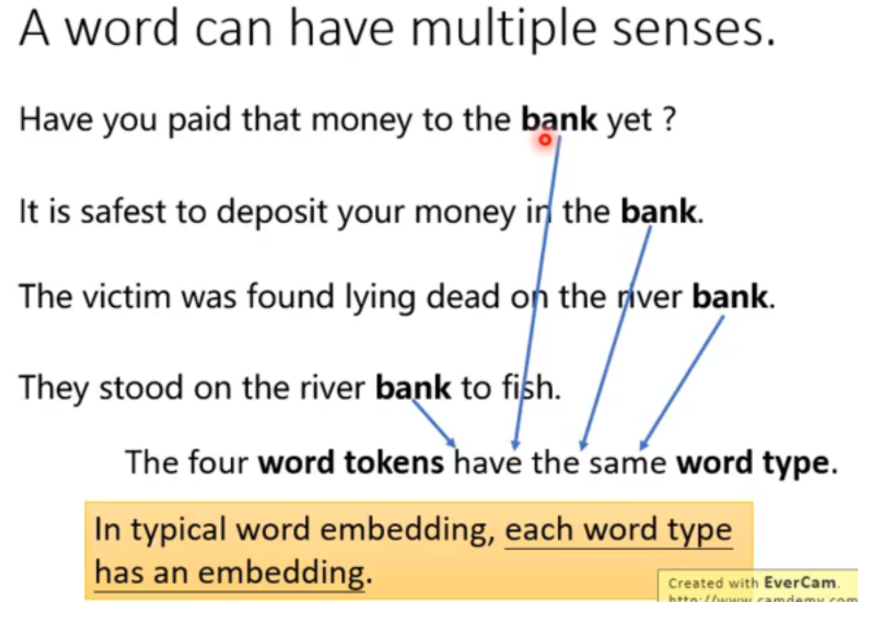 A word can have multiple senses.
Have you paid that money to the bank yet ?
It is safest to deposit your money in the bank.
The victim was found lying dead on the river bank.
They stood on the river bank to fish.
The four word tokens have the same word type.
In typical word embedding, each word type
has an embedding.
Created with EverCam.
http://www.camdemy.com